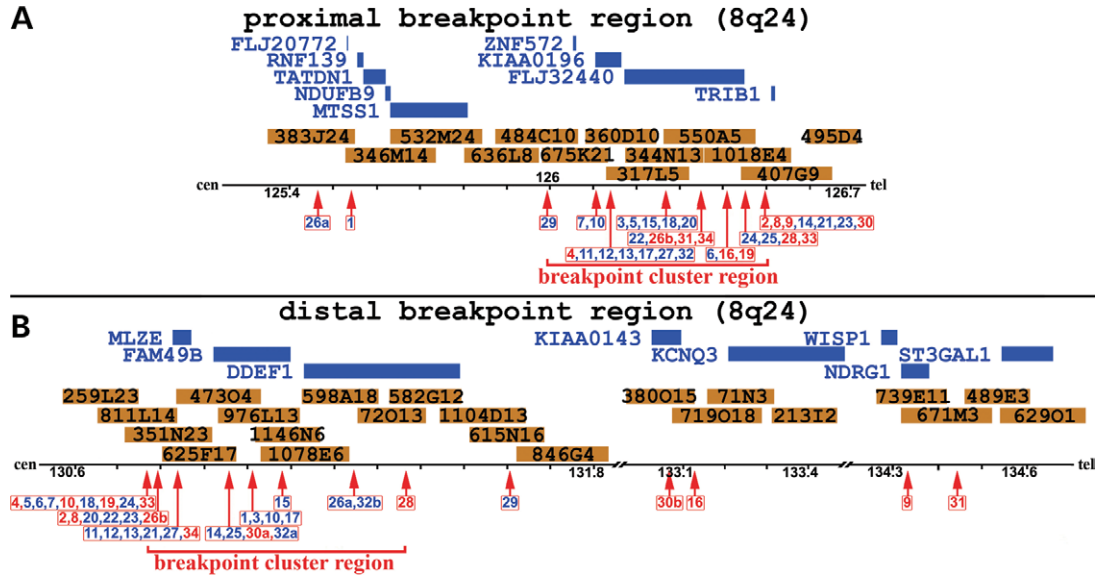 A
proximal breakpoint region (8q24)
FLJ20772 ZNF572
RNF139 KIAA0196
TATDN1 FLJ32440
NDUFB9 TRIB1
MTSS1
383J24 532M24 484C10 360D10 550A5 495D4
346M14 636L8 675K21 344N13 1018E4
317L5 407G9
cen 125.4 126 126.7 tel
26a 1 29 7,10 3,5,15,18,20 2,8,9,14,21,23,30
22,26b,31,34 24,25,28,33
4,11,12,13,17,27,32 6,16,19
breakpoint cluster region
B
distal breakpoint region (8q24)
MLZE KIAA0143 WISP1
FAM49B KCNQ3 ST3GAL1
DDEF1 NDRG1
259L23 473O4 598A18 582G12 380O15 71N3 739E11 489E3
811L14 976L13 72O13 1104D13 719O18 213I2 671M3 629O1
351N23 1146N6 615N16
625F17 1078E6 846G4
cen 130.6 131.8 133.1 133.4 134.3 134.6 tel
4,5,6,7,10,18,19,24,33 15 26a,32b 28 29 30b 16 9 31
2,8,20,22,23,26b 1,3,10,17
11,12,13,21,27,34 14,25,30a,32a
breakpoint cluster region